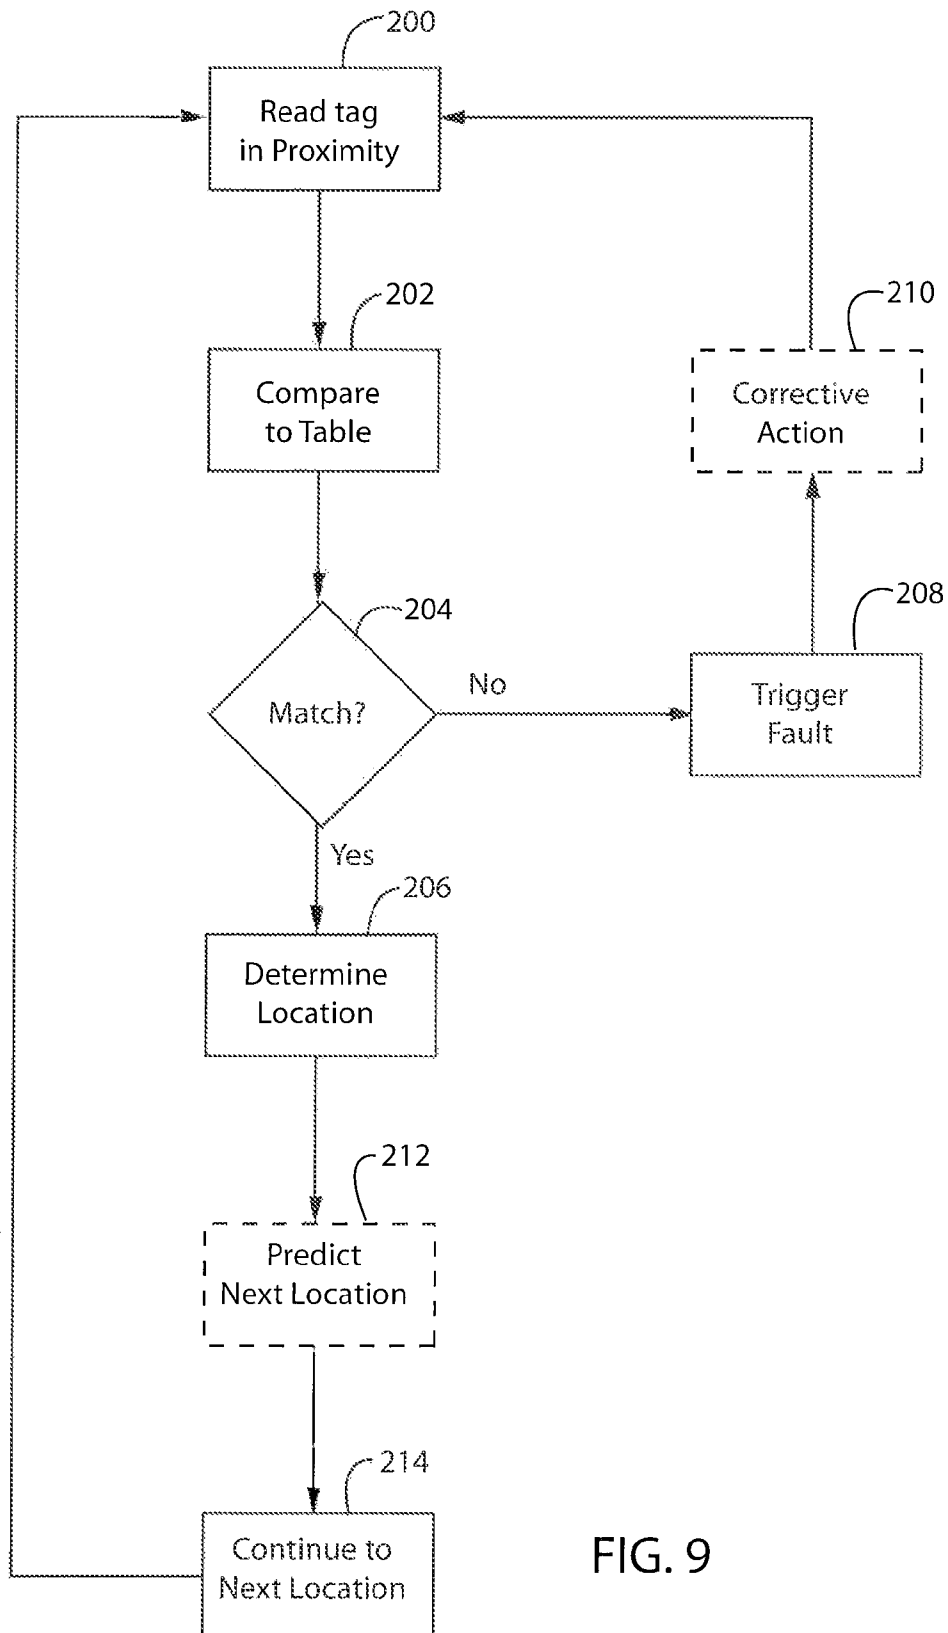 200
Read tag
in Proximity
202
Compare
to Table
210
Corrective
Action
204
Match?
No
208
Trigger
Fault
Yes
206
Determine
Location
212
Predict
Next Location
214
Continue to
Next Location
FIG. 9